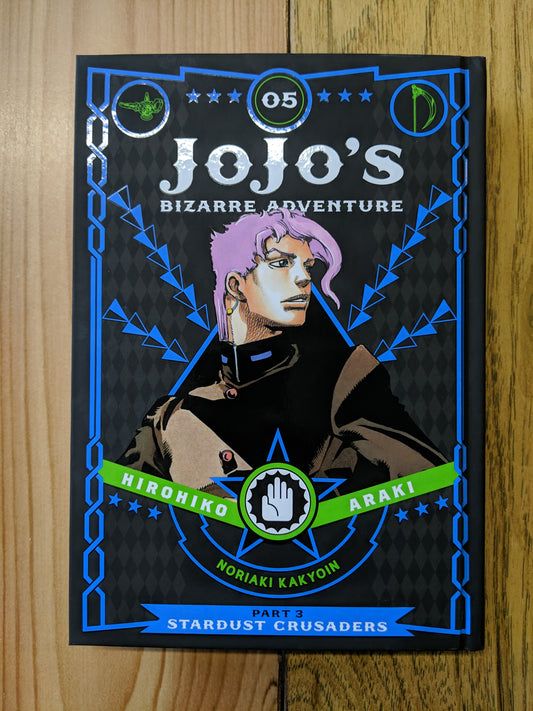 05
JOJO'S
BIZARRE ADVENTURE
HIROHIKO ARAKI
NORIAKI KAKYOIN
PART 3
STARDUST CRUSADERS